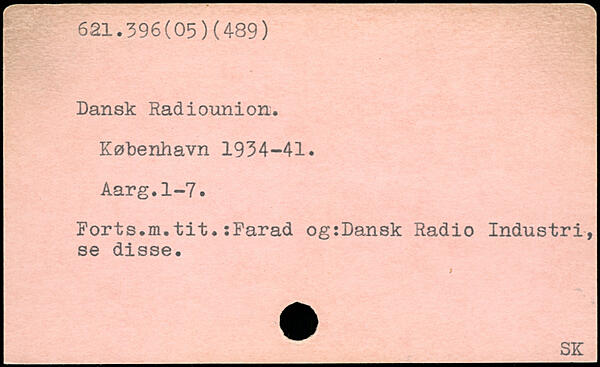 621.396(05)(489)
Dansk Radiounion.
København 1934-41.
Aarg.1-7.
Forts.m.tit.:Farad og:Dansk Radio Industri,
se disse.
SK